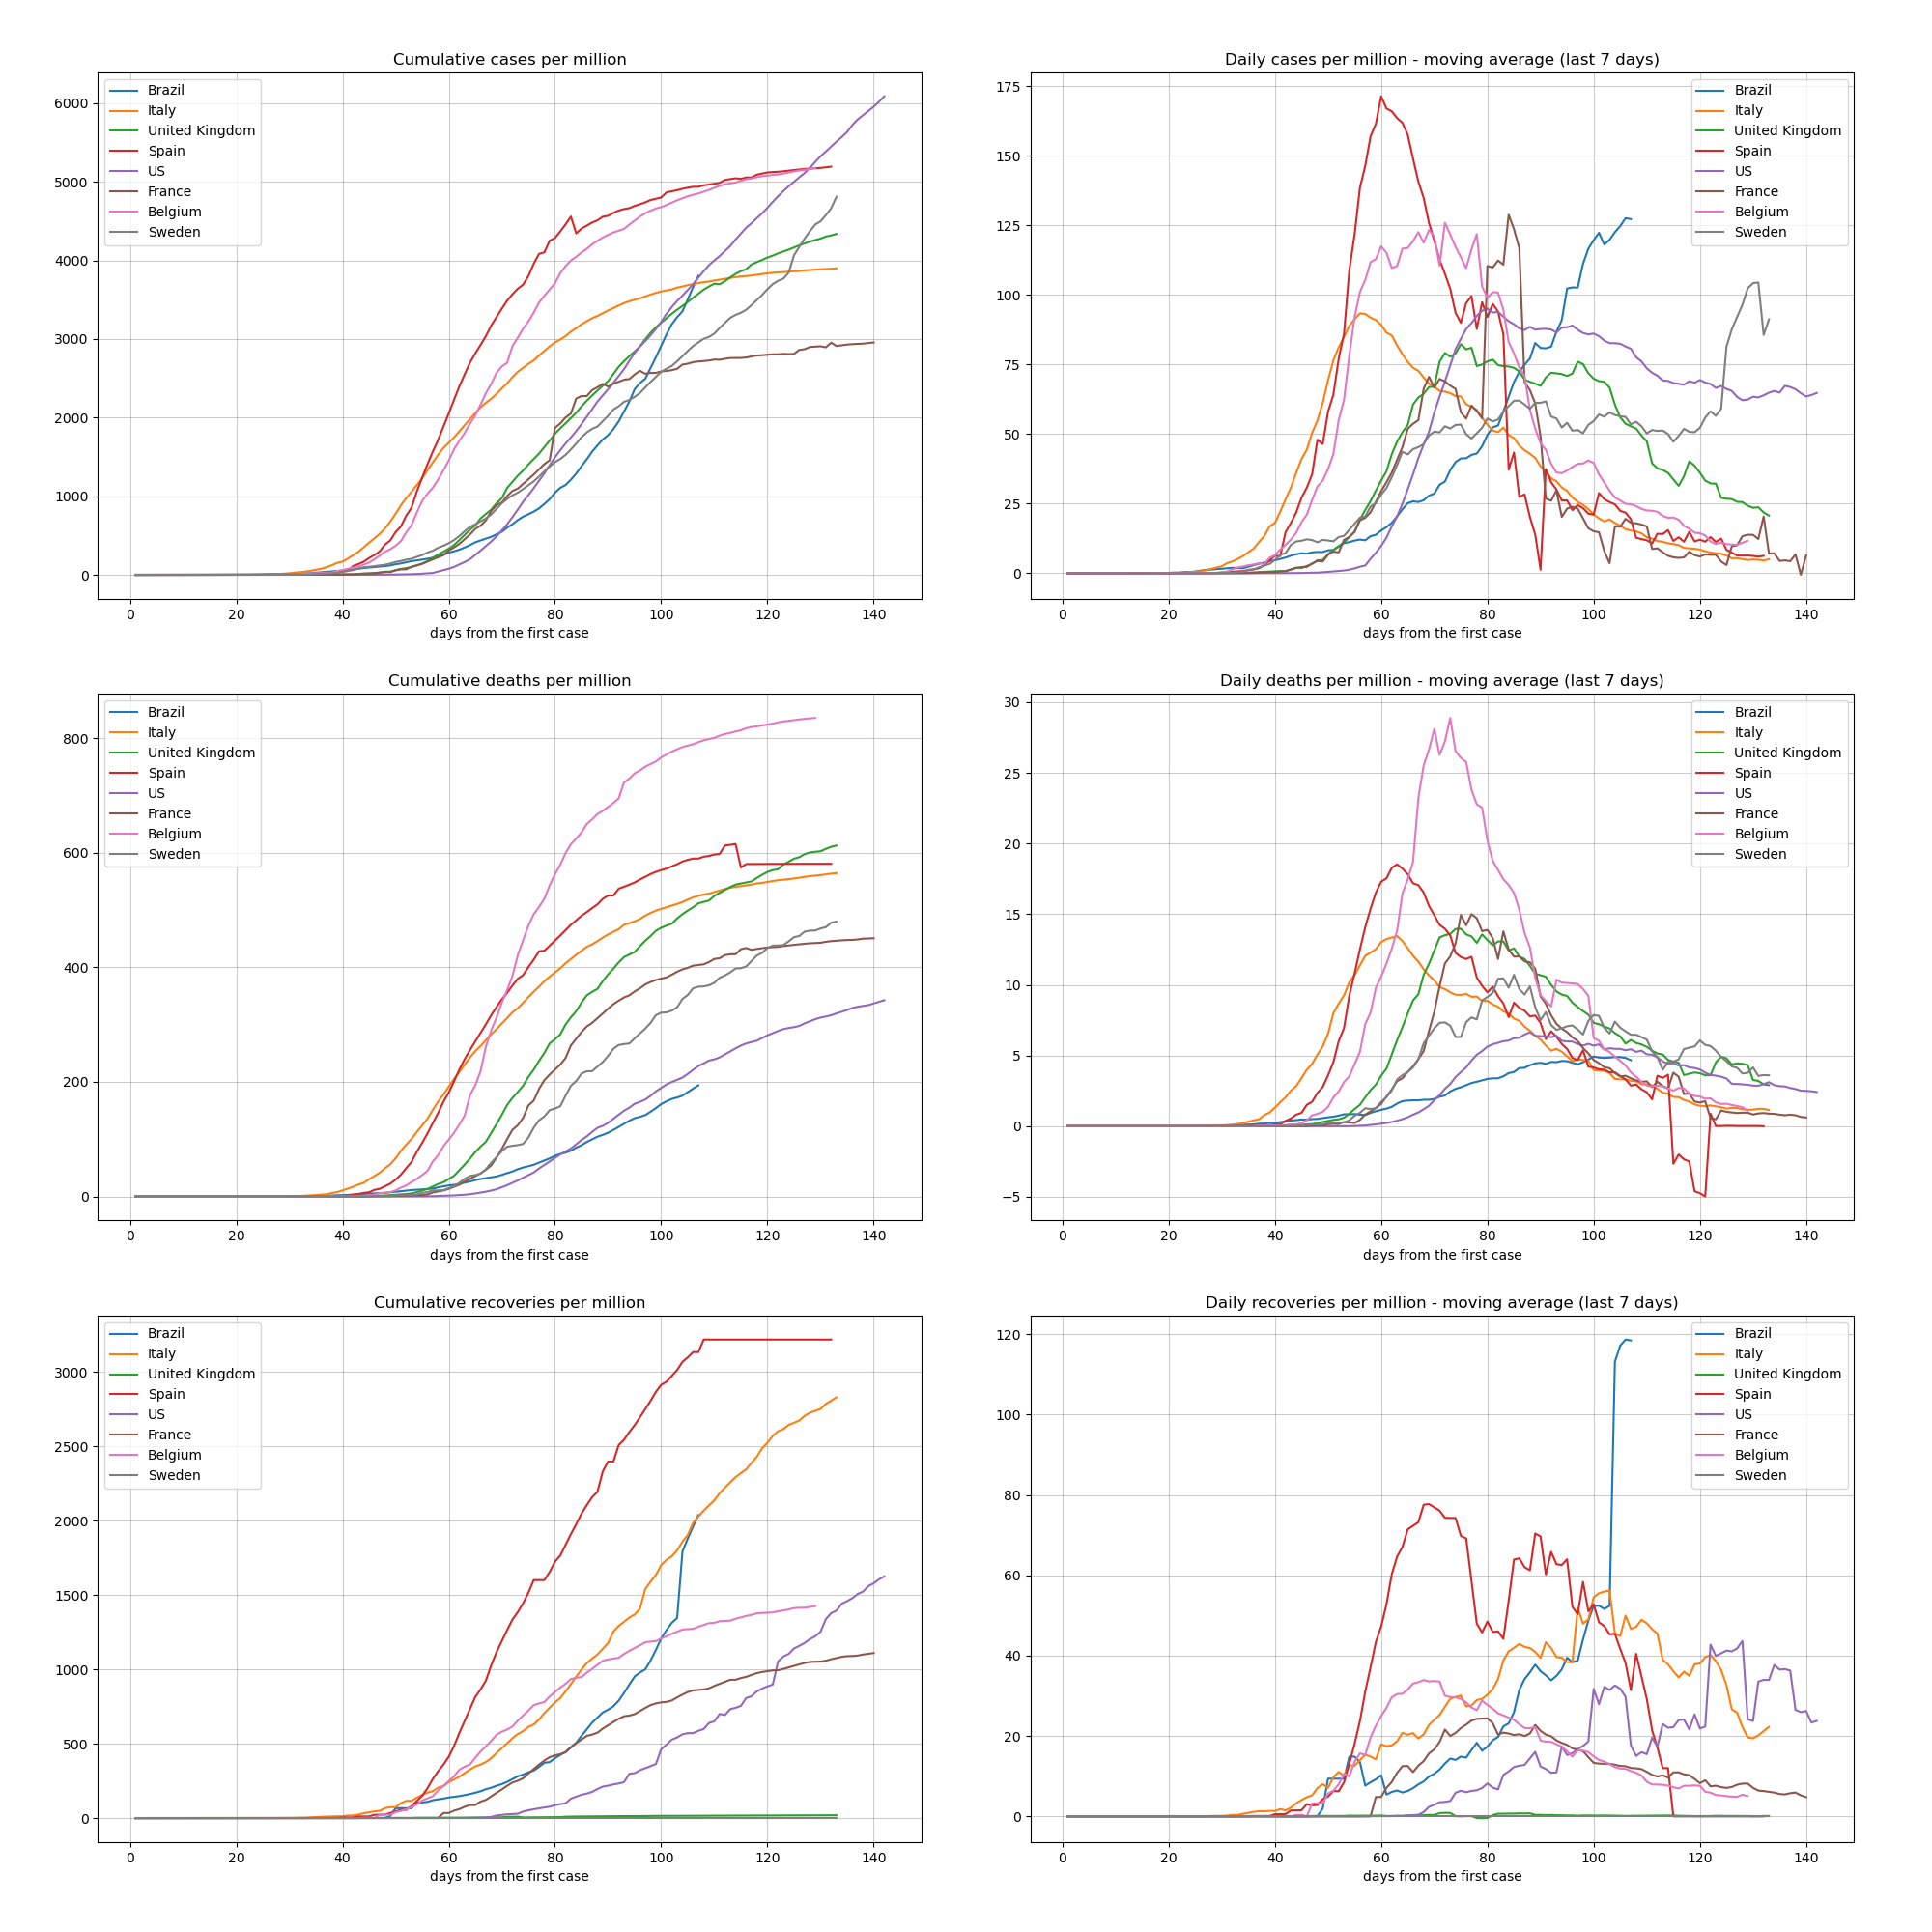 Cumulative cases per million
6000
5000
4000
3000
2000
1000
0
Brazil
Italy
United Kingdom
Spain
US
France
Belgium
Sweden
0 20 40 60 80 100 120 140
days from the first case
Daily cases per million - moving average (last 7 days)
175
150
125
100
75
50
25
0
Brazil
Italy
United Kingdom
Spain
US
France
Belgium
Sweden
0 20 40 60 80 100 120 140
days from the first case
Cumulative deaths per million
800
600
400
200
0
Brazil
Italy
United Kingdom
Spain
US
France
Belgium
Sweden
0 20 40 60 80 100 120 140
days from the first case
Daily deaths per million - moving average (last 7 days)
30
25
20
15
10
5
0
−5
Brazil
Italy
United Kingdom
Spain
US
France
Belgium
Sweden
0 20 40 60 80 100 120 140
days from the first case
Cumulative recoveries per million
3000
2500
2000
1500
1000
500
0
Brazil
Italy
United Kingdom
Spain
US
France
Belgium
Sweden
0 20 40 60 80 100 120 140
days from the first case
Daily recoveries per million - moving average (last 7 days)
120
100
80
60
40
20
0
Brazil
Italy
United Kingdom
Spain
US
France
Belgium
Sweden
0 20 40 60 80 100 120 140
days from the first case